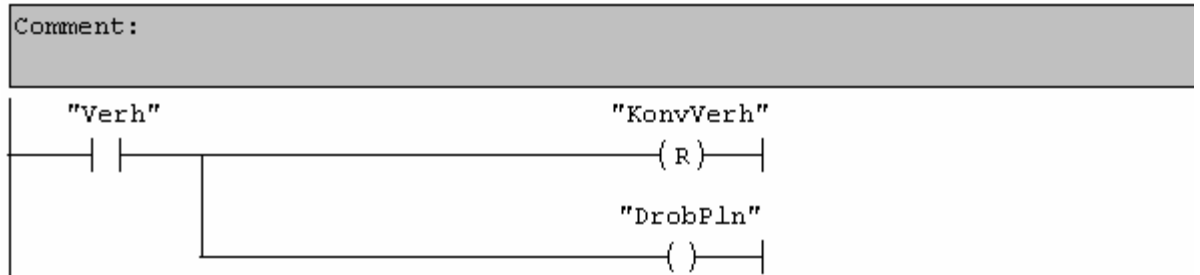 Comment:
"Verh"
"KonvVerh"
( R )
"DrobPln"
( )